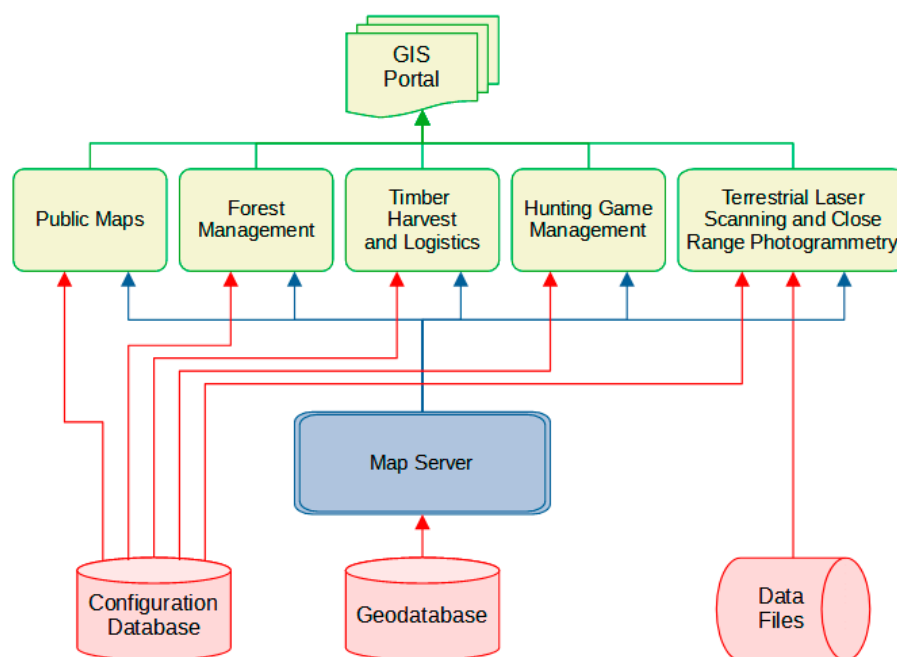 GIS
Portal
Public Maps
Forest
Management
Timber
Harvest
and Logistics
Hunting Game
Management
Terrestrial Laser
Scanning and Close
Range Photogrammetry
Map Server
Configuration
Database
Geodatabase
Data
Files